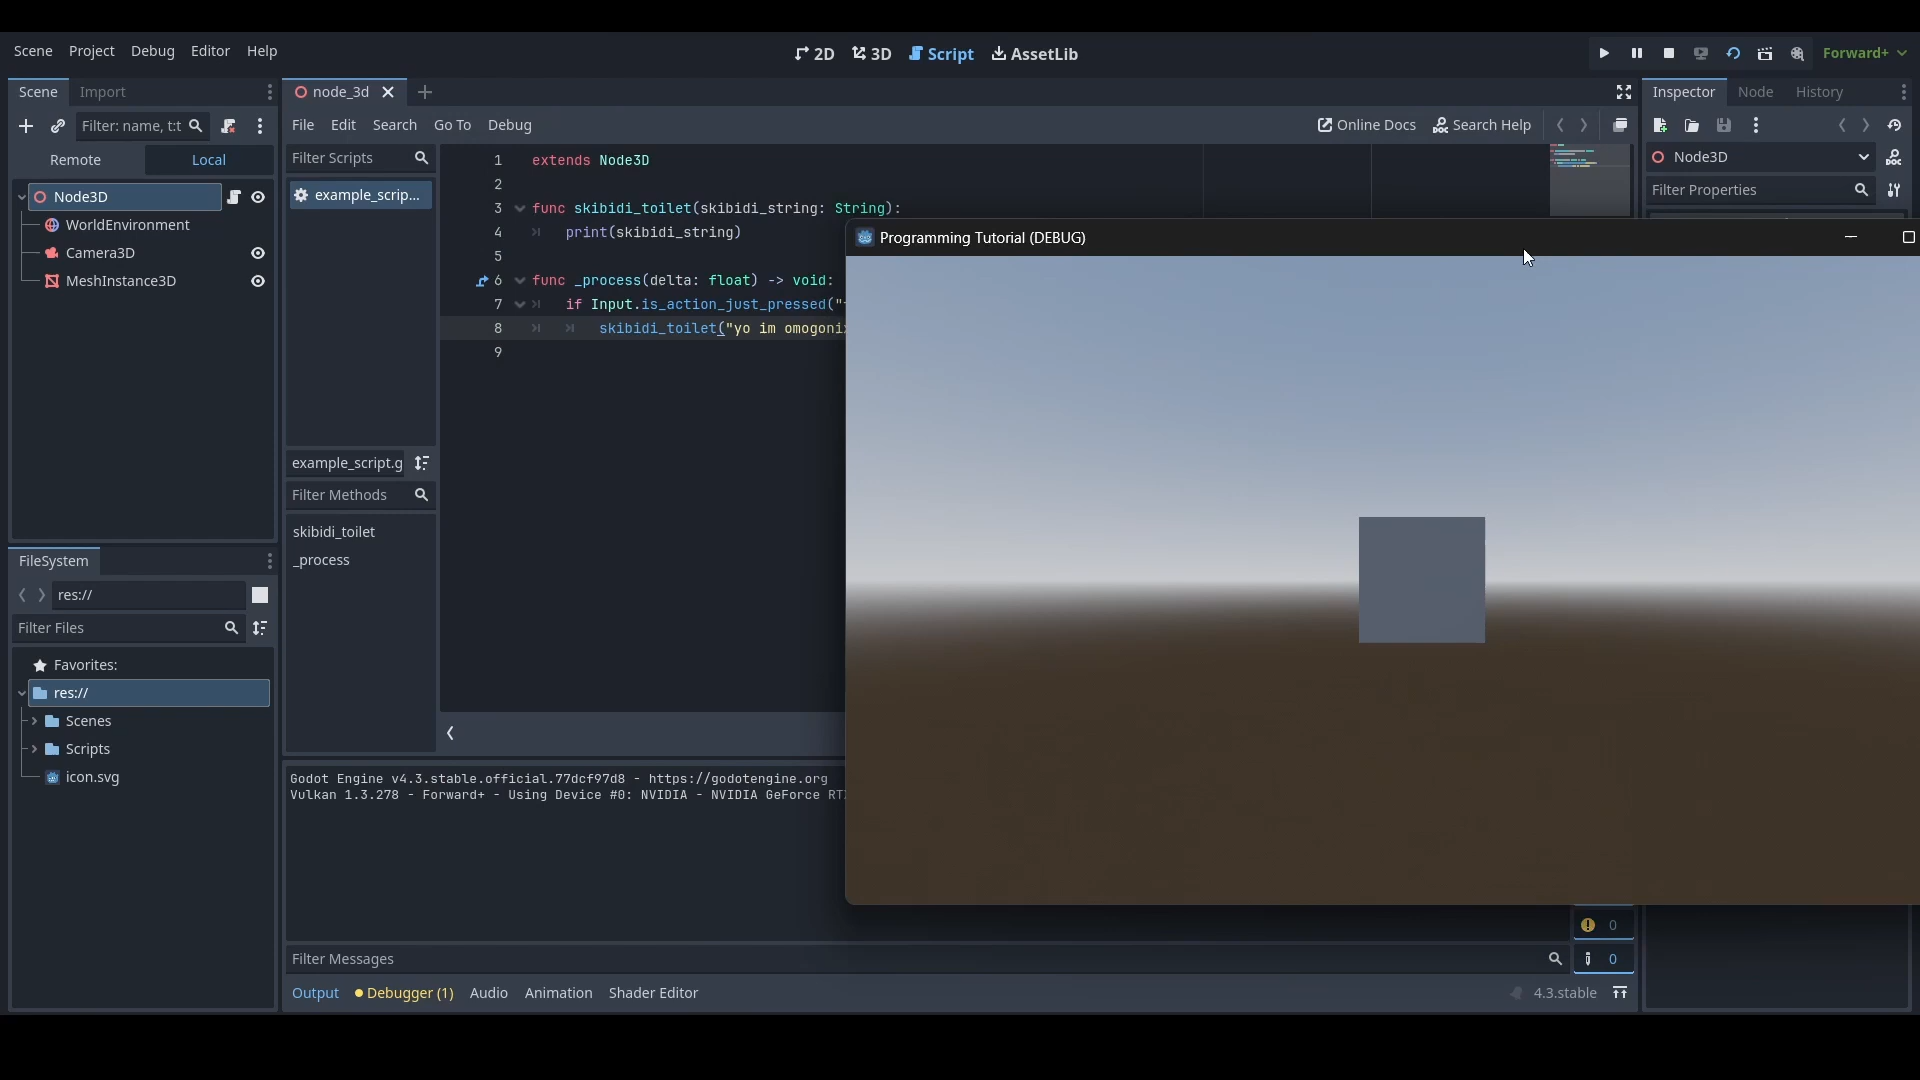 Scene Project Debug Editor Help
2D 3D Script AssetLib
Forward+
Scene Import
Filter: name, t:t
Remote Local
Node3D
WorldEnvironment
Camera3D
MeshInstance3D
FileSystem
res://
Filter Files
Favorites:
res://
Scenes
Scripts
icon.svg
node_3d
File Edit Search Go To Debug
Online Docs Search Help
Filter Scripts
example_scrip...
example_script.g
Filter Methods
skibidi_toilet
_process
1 extends Node3D
2
3 func skibidi_toilet(skibidi_string: String):
4 print(skibidi_string)
5
6 func _process(delta: float) -> void:
7 if Input.is_action_just_pressed("
8 skibidi_toilet("yo im omogoni
9
Programming Tutorial (DEBUG)
Godot Engine v4.3.stable.official.77dcf97d8 - https://godotengine.org
Vulkan 1.3.278 - Forward+ - Using Device #0: NVIDIA - NVIDIA GeForce
0
Filter Messages
0
Output Debugger (1) Audio Animation Shader Editor
4.3.stable
Inspector Node History
Node3D
DOC
Filter Properties